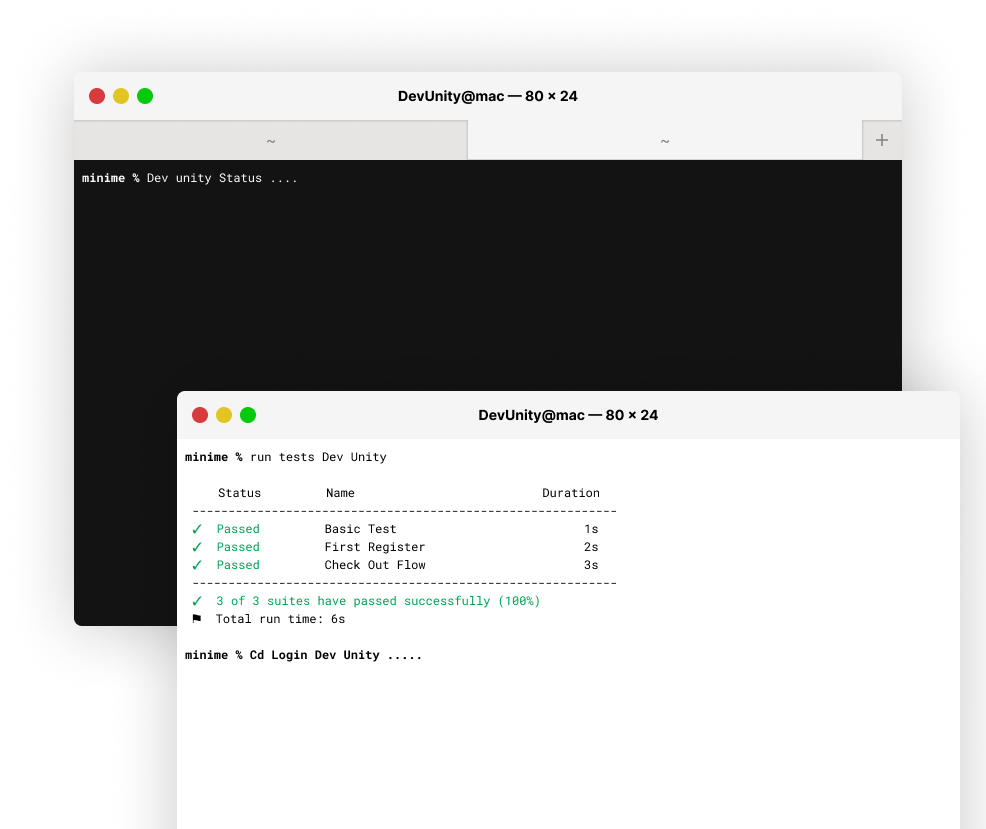 DevUnity@mac — 80 × 24
~ ~ +
minime % Dev unity Status ....
DevUnity@mac — 80 × 24
minime % run tests Dev Unity
Status Name Duration
-----------------------------------------------------------
✓ Passed Basic Test 1s
✓ Passed First Register 2s
✓ Passed Check Out Flow 3s
-----------------------------------------------------------
✓ 3 of 3 suites have passed successfully (100%)
⚑ Total run time: 6s
minime % Cd Login Dev Unity .....